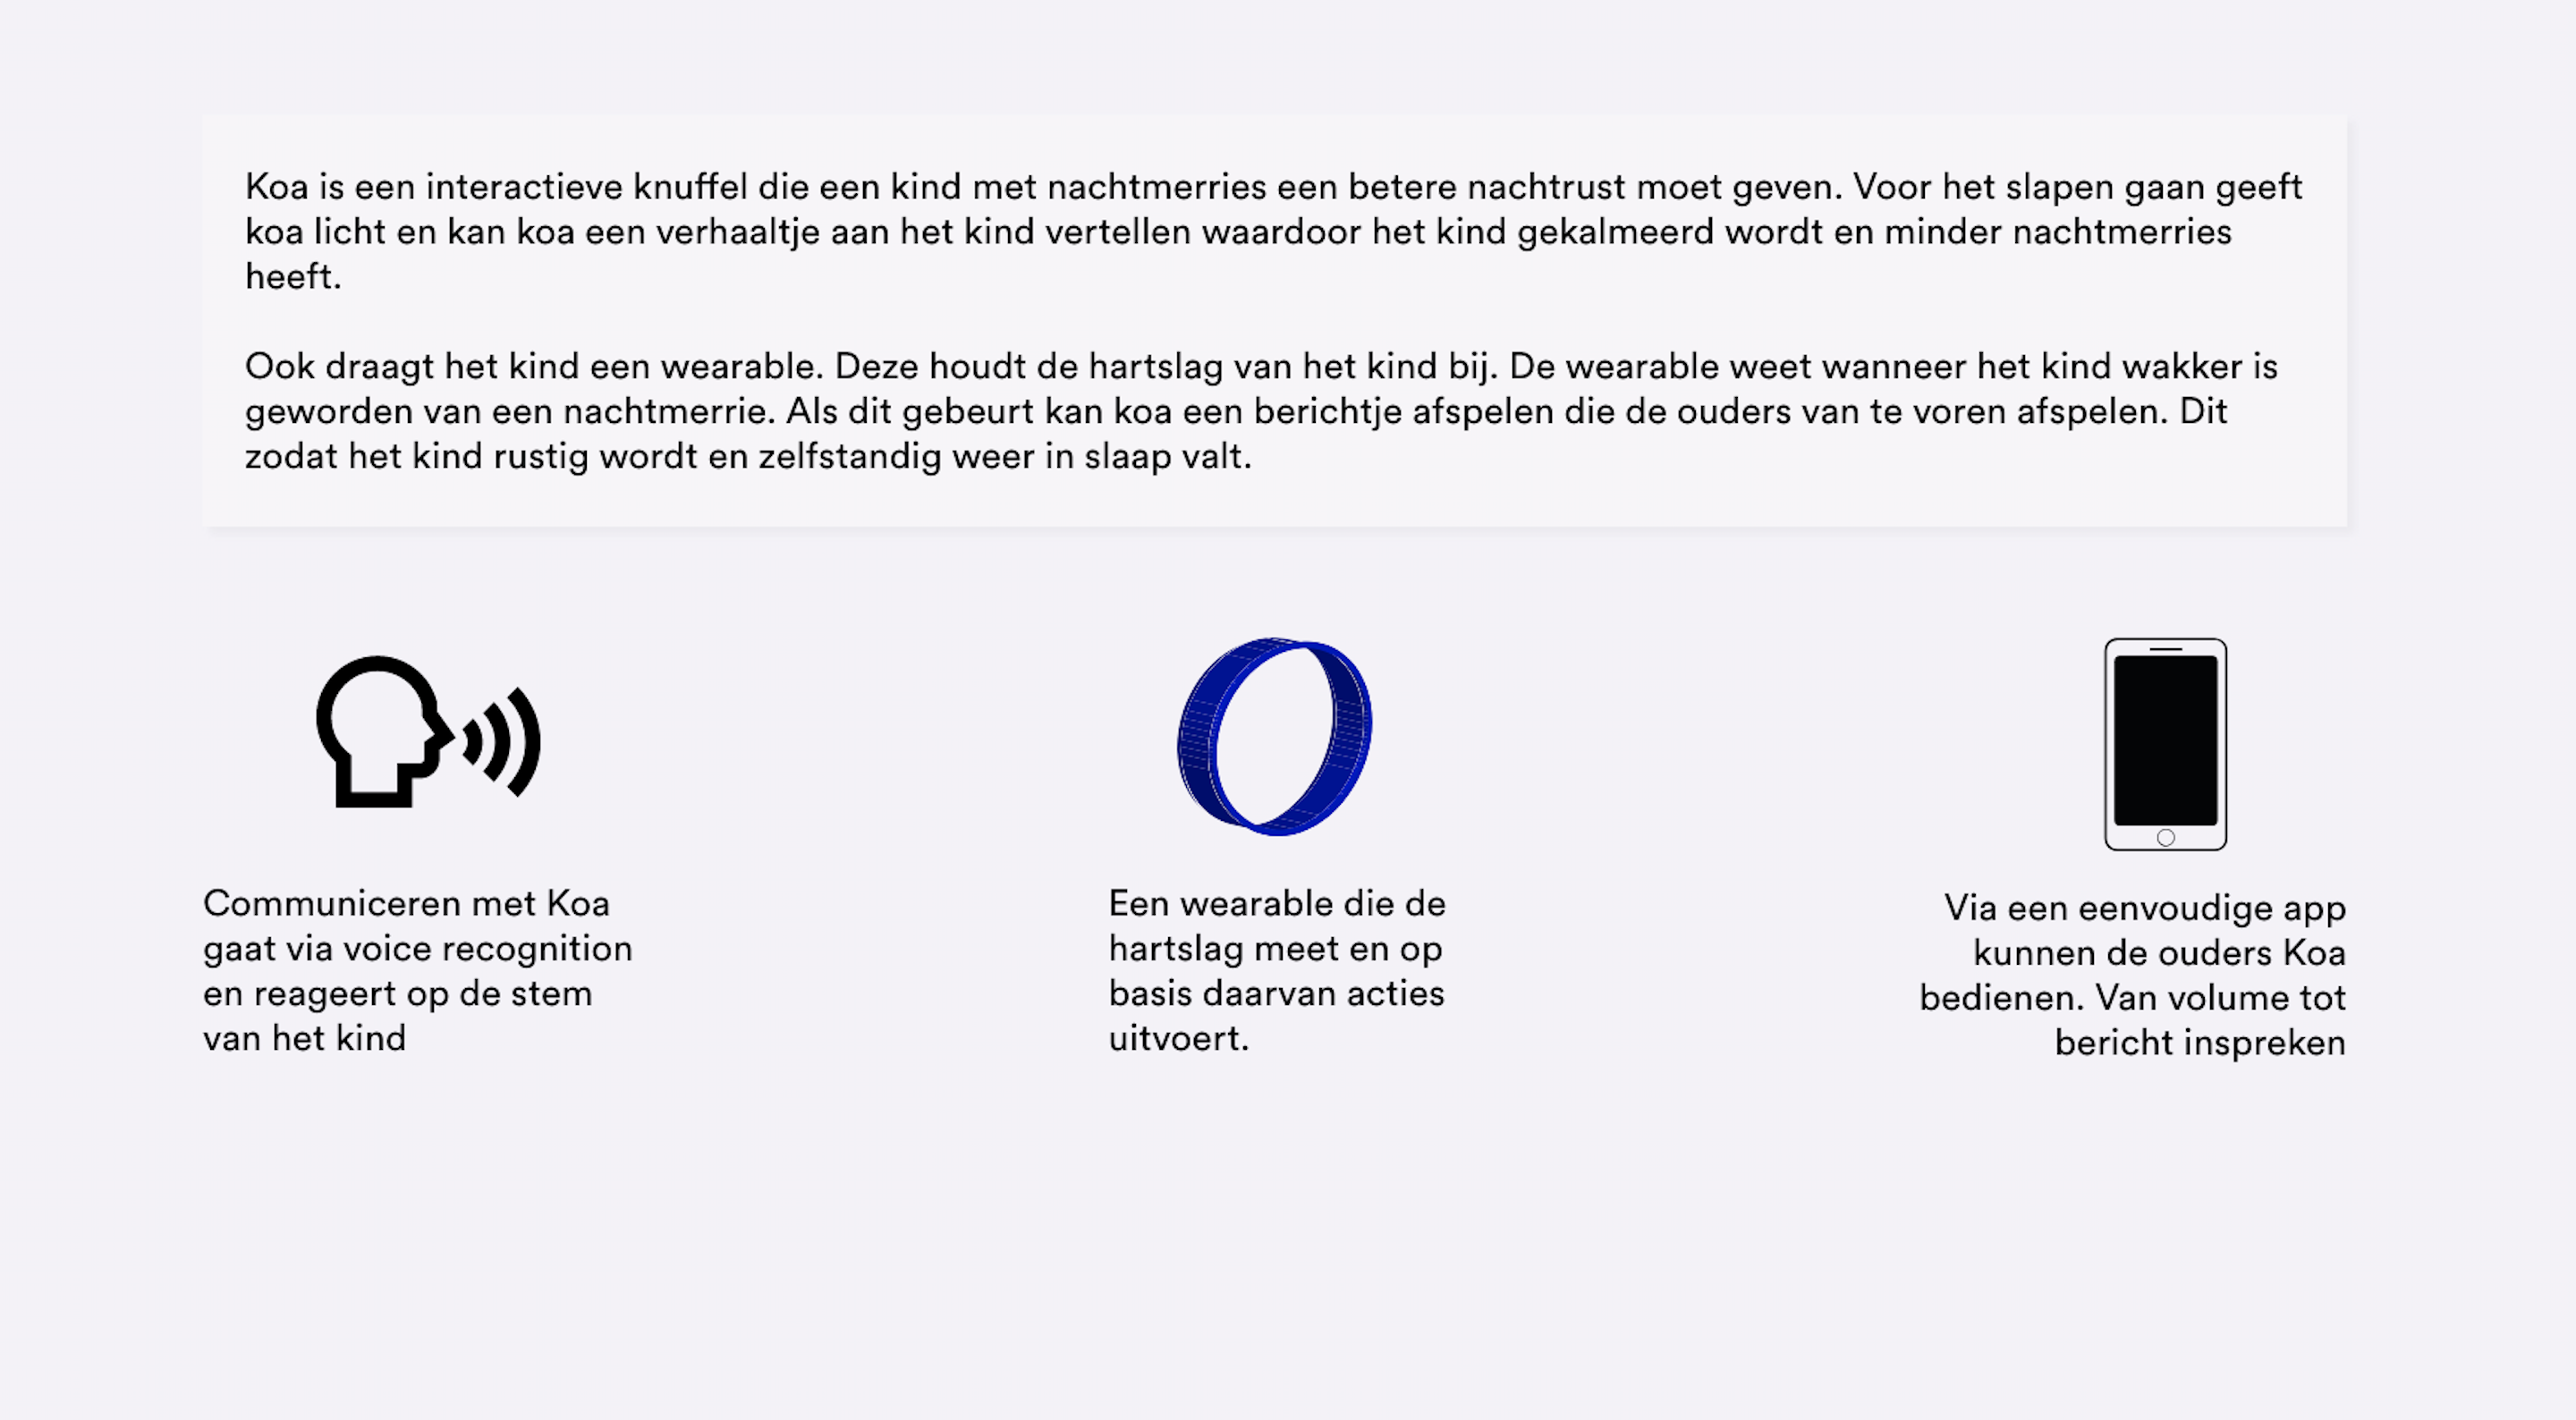 Koa is een interactieve knuffel die een kind met nachtmerries een betere nachtrust moet geven. Voor het slapen gaan geeft
koa licht en kan koa een verhaaltje aan het kind vertellen waardoor het kind gekalmeerd wordt en minder nachtmerries
heeft.
Ook draagt het kind een wearable. Deze houdt de hartslag van het kind bij. De wearable weet wanneer het kind wakker is
geworden van een nachtmerrie. Als dit gebeurt kan koa een berichtje afspelen die de ouders van te voren afspelen. Dit
zodat het kind rustig wordt en zelfstandig weer in slaap valt.
Communiceren met Koa
gaat via voice recognition
en reageert op de stem
van het kind
Een wearable die de
hartslag meet en op
basis daarvan acties
uitvoert.
Via een eenvoudige app
kunnen de ouders Koa
bedienen. Van volume tot
bericht inspreken